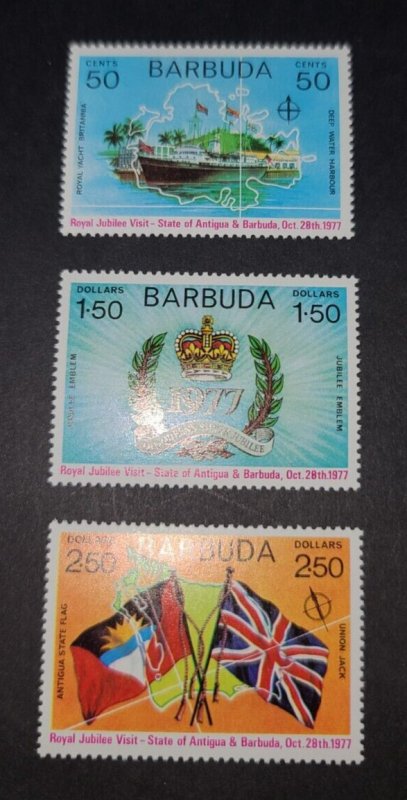 CENTS
50
BARBUDA
CENTS
50
ROYAL YACHT BRITANNIA
DEEP WATER HARBOUR
Royal Jubilee Visit - State of Antigua & Barbuda, Oct. 28th.1977
DOLLARS
1·50
BARBUDA
DOLLARS
1·50
JUBILEE EMBLEM
1977
JUBILEE
JUBILEE EMBLEM
Royal Jubilee Visit - State of Antigua & Barbuda, Oct. 28th.1977
DOLLARS
2·50
BARBUDA
DOLLARS
2·50
ANTIGUA STATE FLAG
UNION JACK
Royal Jubilee Visit - State of Antigua & Barbuda, Oct. 28th.1977